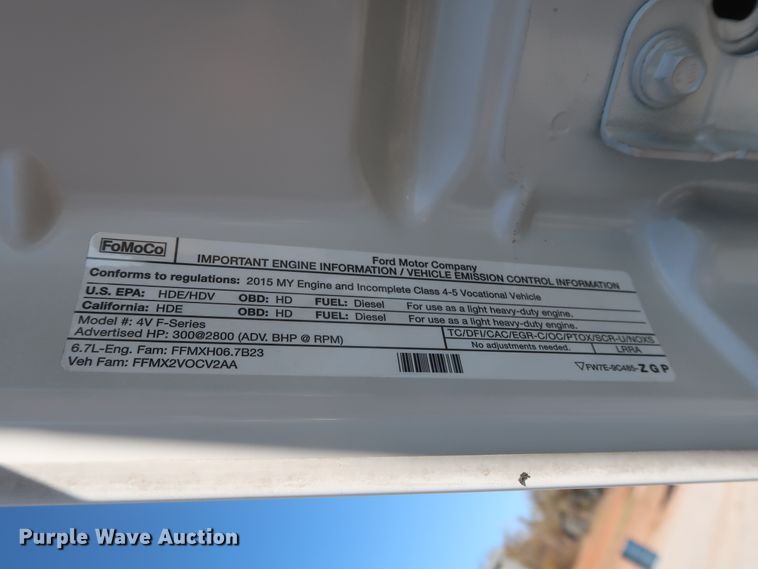 FoMoCo
Ford Motor Company
IMPORTANT ENGINE INFORMATION / VEHICLE EMISSION CONTROL INFORMATION
Conforms to regulations: 2015 MY Engine and Incomplete Class 4-5 Vocational Vehicle
U.S. EPA: HDE/HDV OBD: HD FUEL: Diesel For use as a light heavy-duty engine.
California: HDE OBD: HD FUEL: Diesel For use as a light heavy-duty engine.
Model #: 4V F-Series
Advertised HP: 300@2800 (ADV. BHP @ RPM)
TC/DFI/CAC/EGR-C/OC/PTOX/SCR-U/NOXS
No adjustments needed. LRRA
6.7L-Eng. Fam: FFMXH06.7B23
Veh Fam: FFMX2VOCV2AA
FW7E-9C485-ZGP
Purple Wave Auction